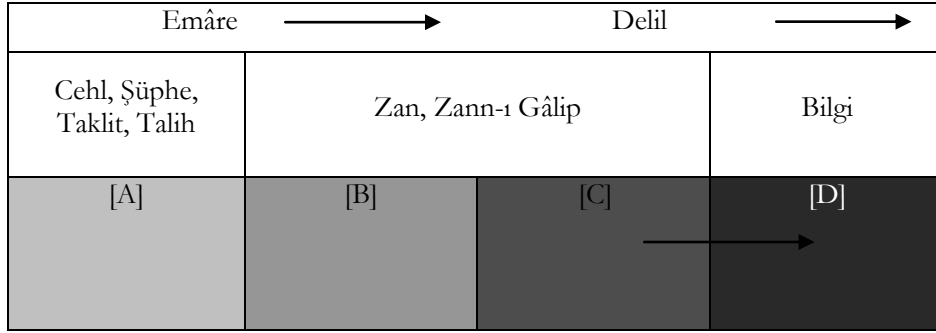 Emâre Delil
Cehl, Şüphe,
Taklit, Talih
Zan, Zann-ı Gâlip
Bilgi
[A] [B] [C] [D]